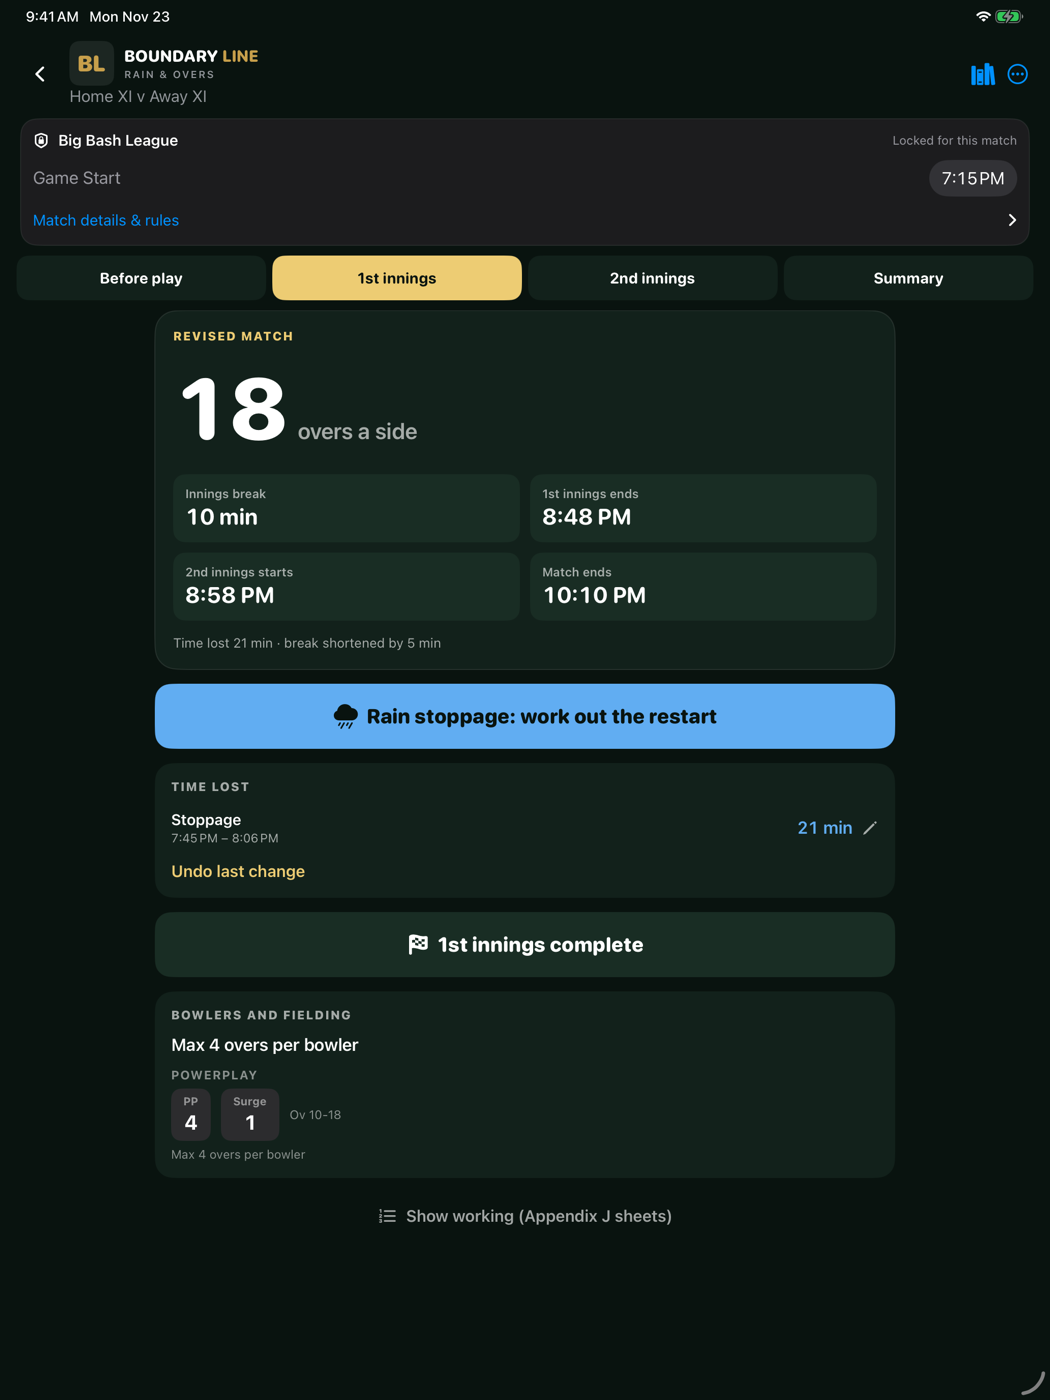 9:41 AM Mon Nov 23
BL
BOUNDARY LINE
RAIN & OVERS
Home XI v Away XI
Big Bash League
Locked for this match
Game Start
7:15 PM
Match details & rules
Before play
1st innings
2nd innings
Summary
REVISED MATCH
18 overs a side
Innings break
10 min
1st innings ends
8:48 PM
2nd innings starts
8:58 PM
Match ends
10:10 PM
Time lost 21 min · break shortened by 5 min
Rain stoppage: work out the restart
TIME LOST
Stoppage
7:45 PM – 8:06 PM
21 min
Undo last change
1st innings complete
BOWLERS AND FIELDING
Max 4 overs per bowler
POWERPLAY
PP
4
Surge
1
Ov 10-18
Max 4 overs per bowler
Show working (Appendix J sheets)